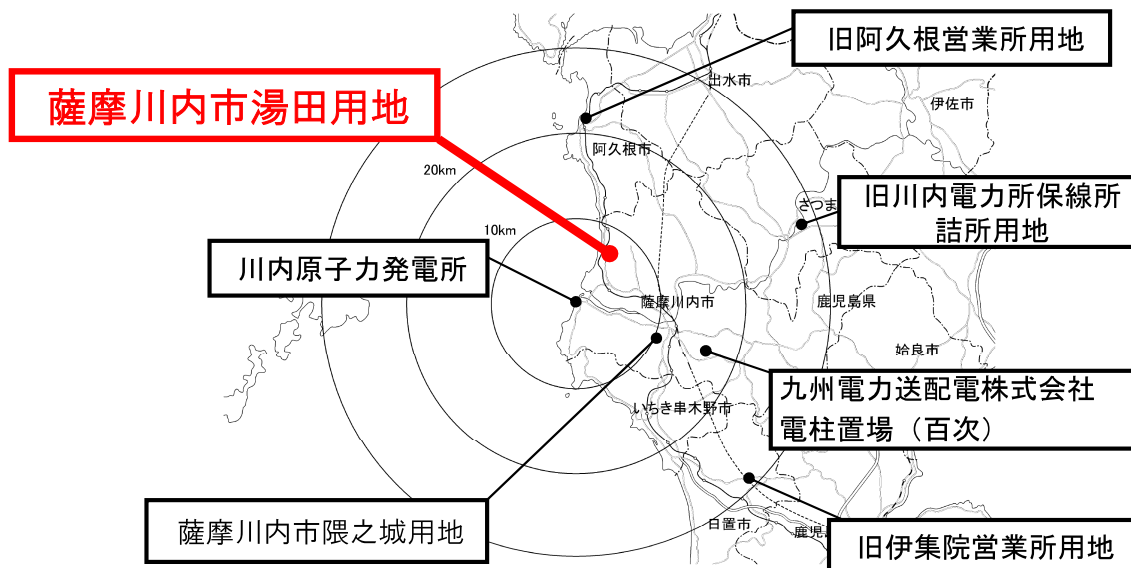 旧阿久根営業所用地
出水市
薩摩川内市湯田用地
伊佐市
阿久根市
20km
さつま
旧川内電力所保線所
詰所用地
10km
川内原子力発電所
薩摩川内市
鹿児島県
姶良市
九州電力送配電株式会社
電柱置場（百次）
いちき串木野市
薩摩川内市隈之城用地
日置市
鹿児
旧伊集院営業所用地